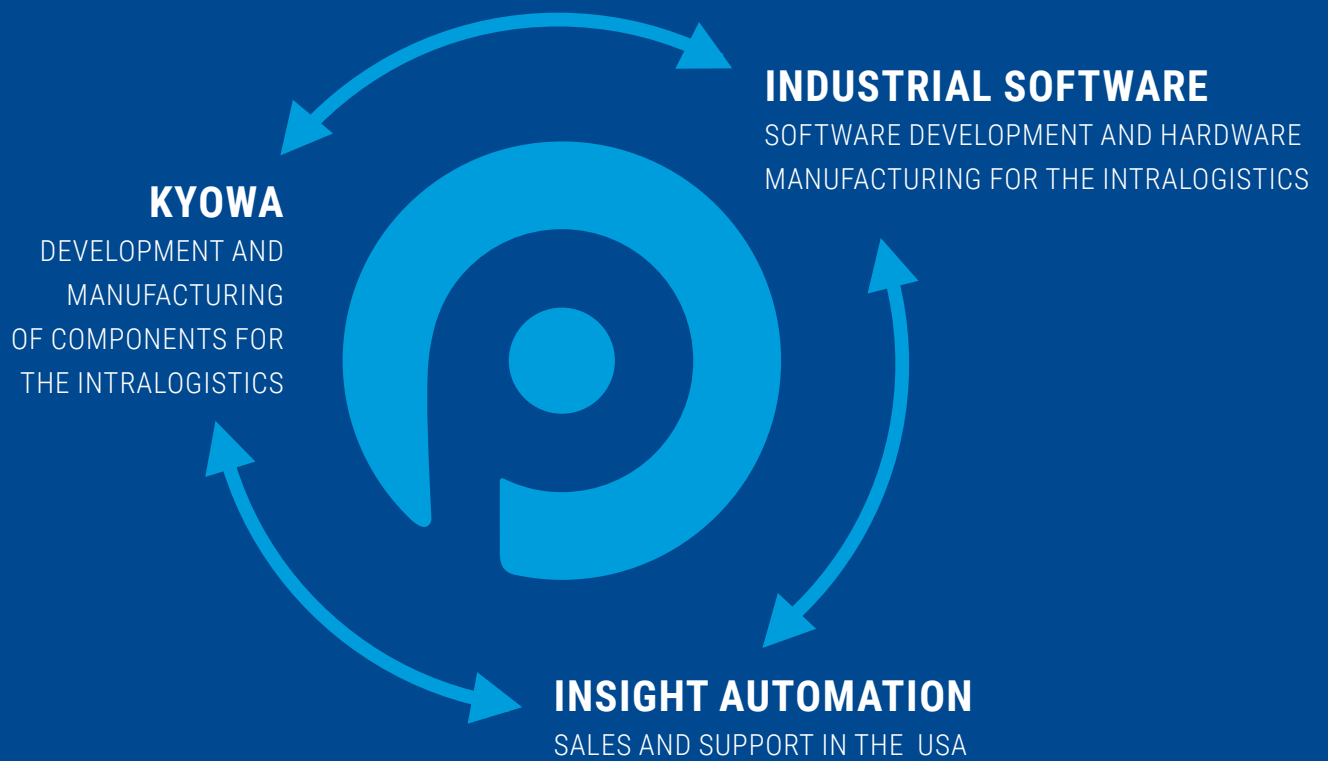 INDUSTRIAL SOFTWARE
SOFTWARE DEVELOPMENT AND HARDWARE
MANUFACTURING FOR THE INTRALOGISTICS
KYOWA
DEVELOPMENT AND
MANUFACTURING
OF COMPONENTS FOR
THE INTRALOGISTICS
INSIGHT AUTOMATION
SALES AND SUPPORT IN THE USA